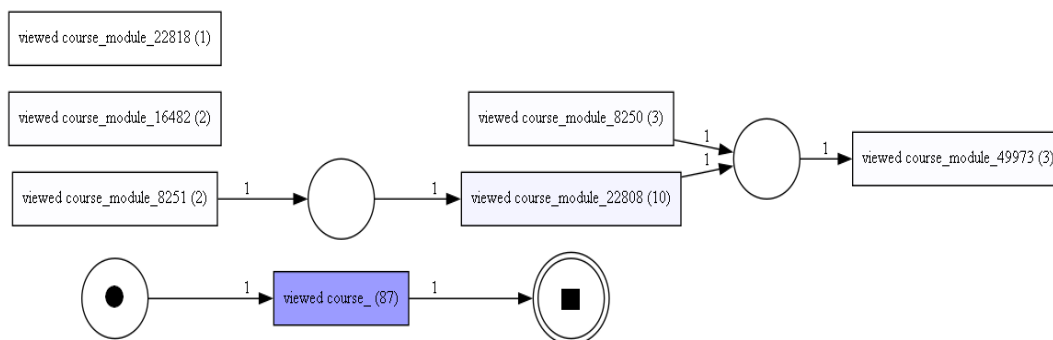 viewed course_module_22818 (1)
viewed course_module_16482 (2)
viewed course_module_8250 (3)
1
1
viewed course_module_49973 (3)
1
viewed course_module_8251 (2)
1
1
viewed course_module_22808 (10)
1
viewed course_ (87)
1